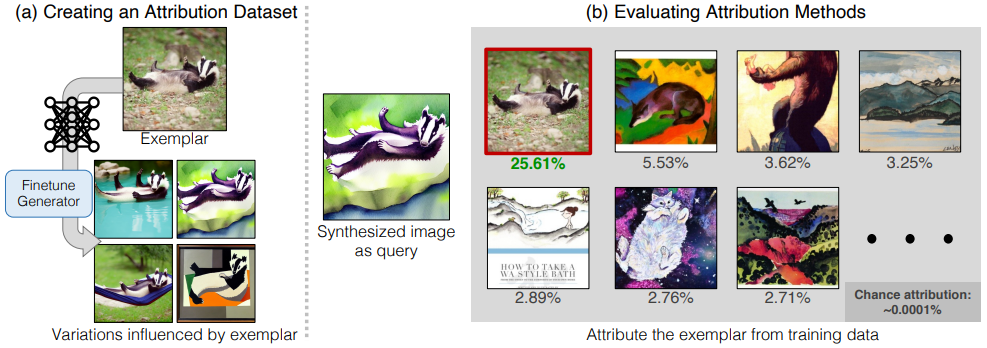 (a) Creating an Attribution Dataset
Exemplar
Finetune
Generator
Variations influenced by exemplar
Synthesized image
as query
(b) Evaluating Attribution Methods
25.61%
5.53%
3.62%
3.25%
HOW TO TAKE A
WA STYLE BATH
2.89%
2.76%
2.71%
Chance attribution:
~0.0001%
Attribute the exemplar from training data